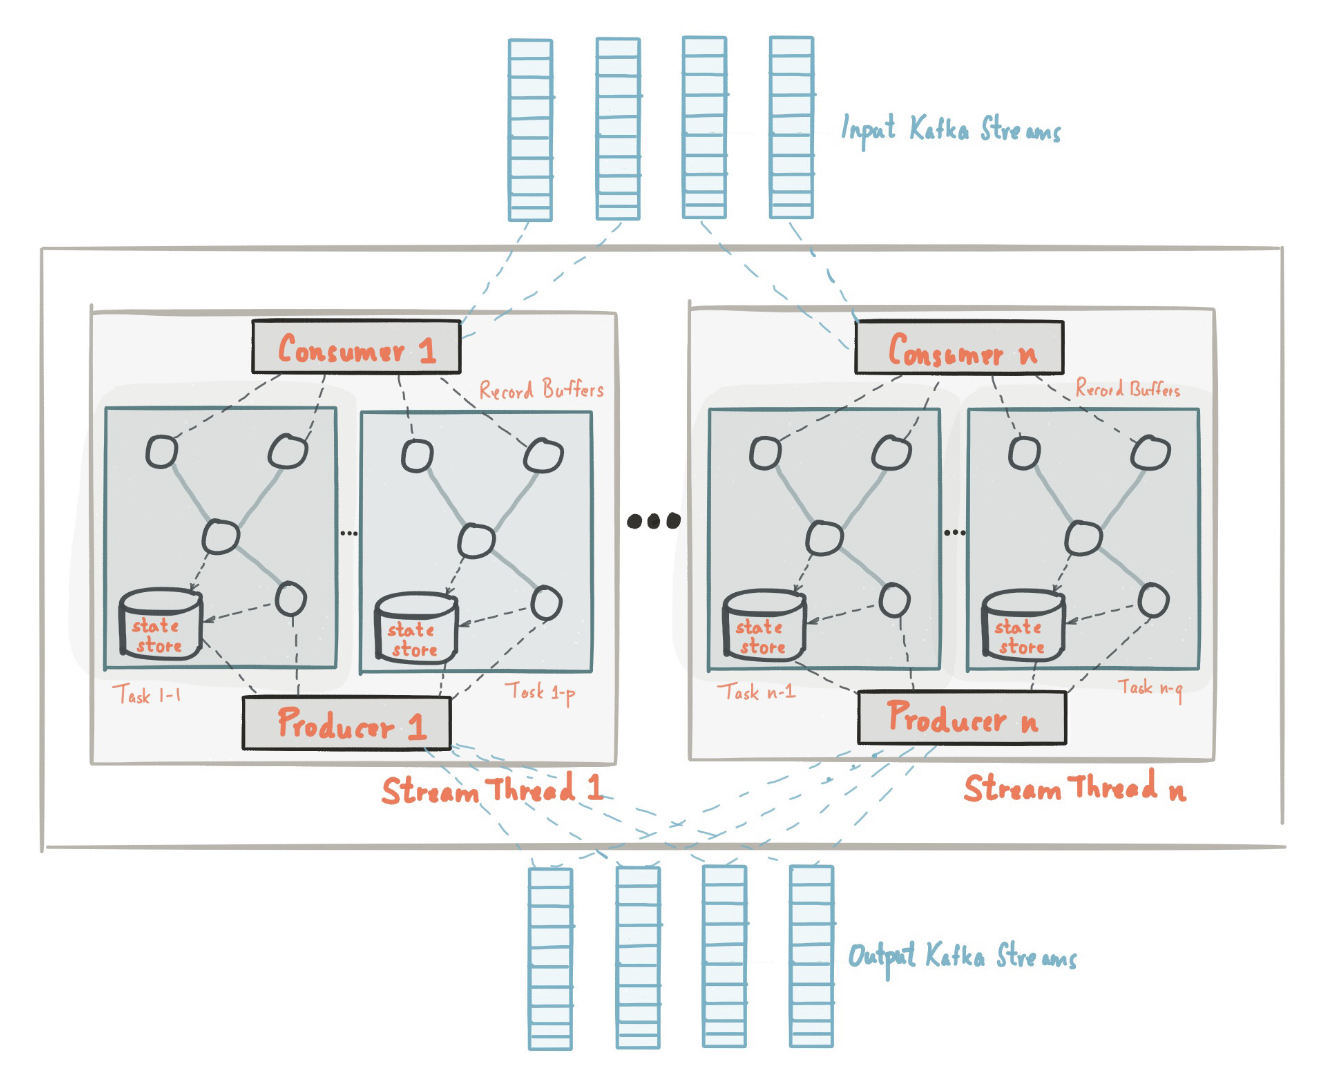 Input Kafka Streams
Consumer 1
Consumer n
Record Buffers
Record Buffers
state
store
state
store
state
store
state
store
Task 1-1
Task 1-p
Task n-1
Task n-q
Producer 1
Producer n
Stream Thread 1
Stream Thread n
Output Kafka Streams